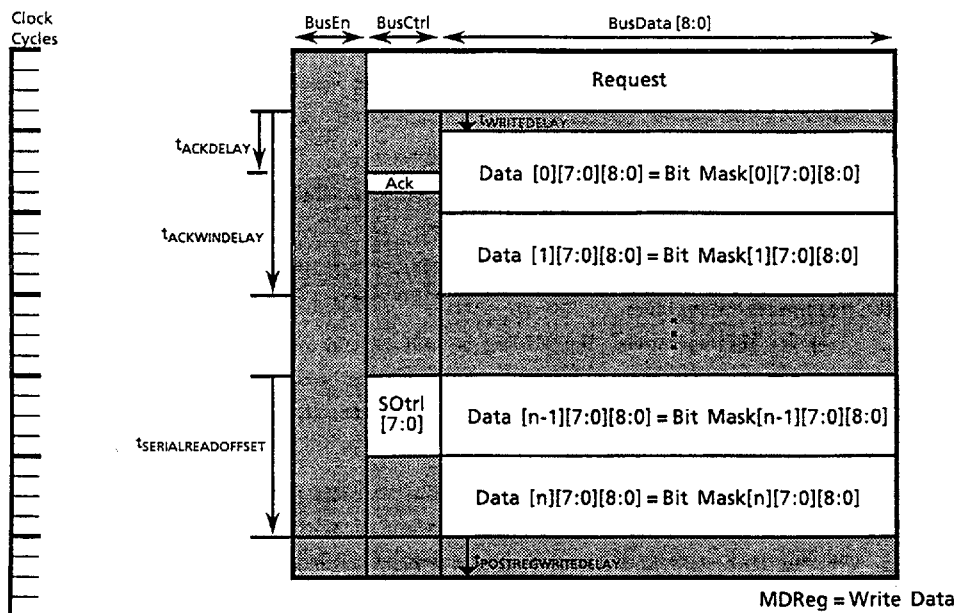 Clock
Cycles
BusEn
BusCtrl
BusData [8:0]
Request
tWRITEDELAY
tACKDELAY
Data [0][7:0][8:0] = Bit Mask[0][7:0][8:0]
Ack
tACKWINDELAY
Data [1][7:0][8:0] = Bit Mask[1][7:0][8:0]
SOtrl
[7:0]
Data [n-1][7:0][8:0] = Bit Mask[n-1][7:0][8:0]
tSERIALREADOFFSET
Data [n][7:0][8:0] = Bit Mask[n][7:0][8:0]
tPOSTREGWRITEDELAY
MDReg = Write Data